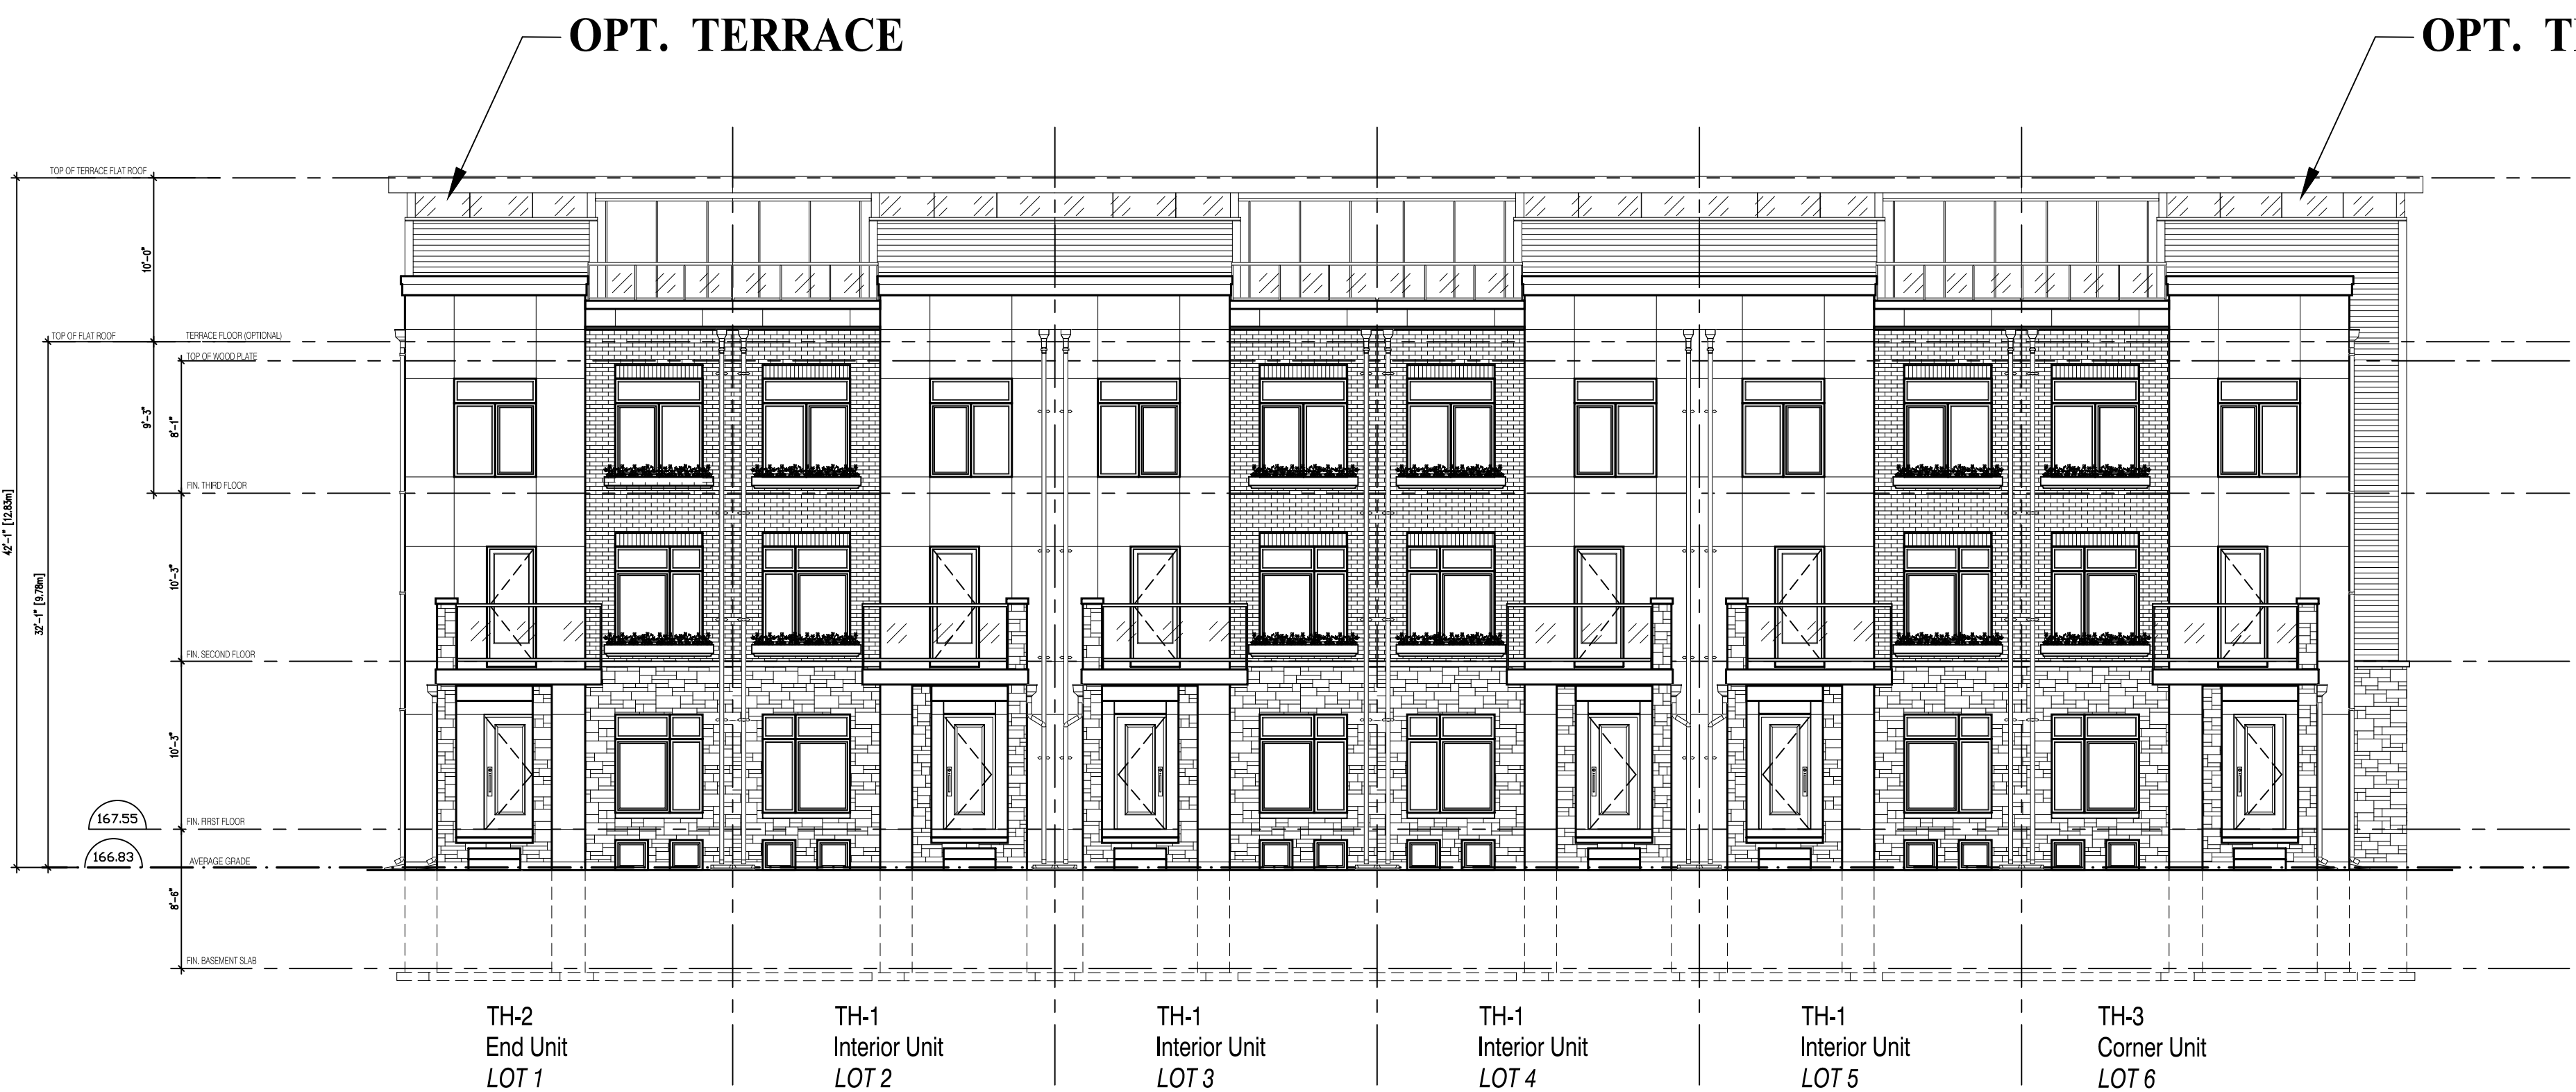 OPT. TERRACE
OPT. T
TOP OF TERRACE FLAT ROOF
10'-0"
TOP OF FLAT ROOF
TERRACE FLOOR (OPTIONAL)
TOP OF WOOD PLATE
9'-3"
8'-1"
FIN. THIRD FLOOR
42'-1" [12.83m]
32'-1" [9.78m]
10'-3"
FIN. SECOND FLOOR
10'-3"
167.55
FIN. FIRST FLOOR
166.83
AVERAGE GRADE
8'-6"
FIN. BASEMENT SLAB
TH-2
End Unit
LOT 1
TH-1
Interior Unit
LOT 2
TH-1
Interior Unit
LOT 3
TH-1
Interior Unit
LOT 4
TH-1
Interior Unit
LOT 5
TH-3
Corner Unit
LOT 6